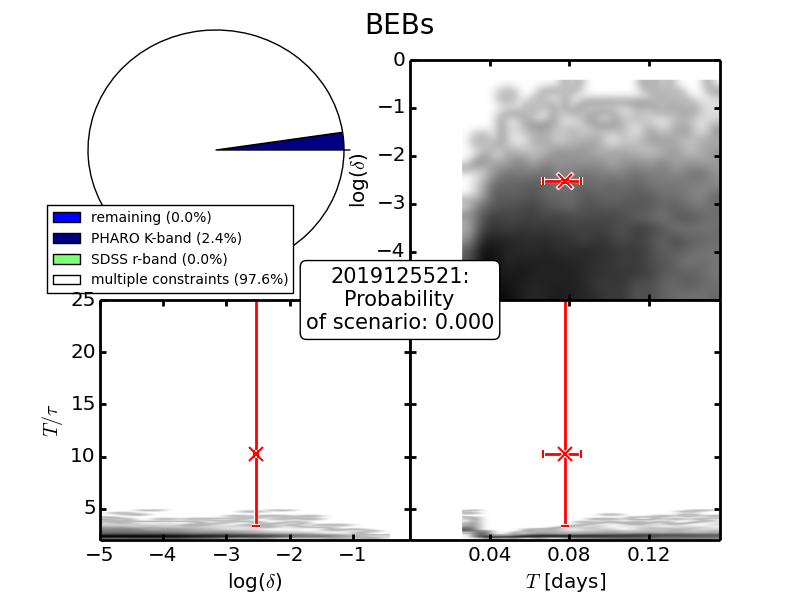 BEBs
remaining (0.0%)
PHARO K-band (2.4%)
SDSS r-band (0.0%)
multiple constraints (97.6%)
0
−1
−2
−3
−4
log(δ)
2019125521:
Probability
of scenario: 0.000
25
20
15
10
5
T/τ
−5 −4 −3 −2 −1
log(δ)
0.04 0.08 0.12
T [days]